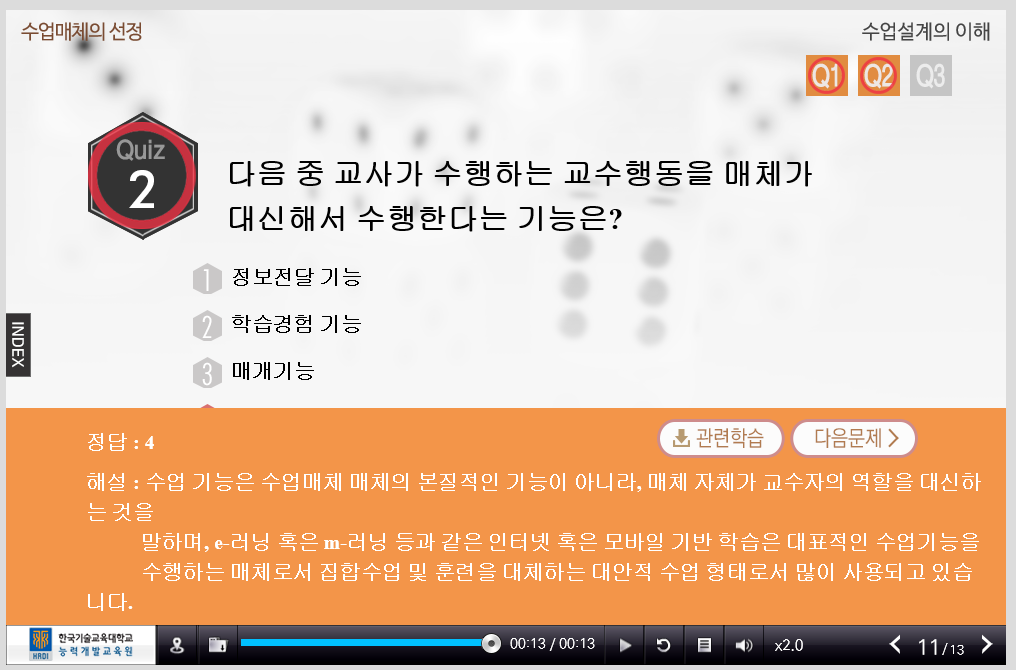 수업매체의 선정
수업설계의 이해
Q1 Q2 Q3
Quiz
2
다음 중 교사가 수행하는 교수행동을 매체가
대신해서 수행한다는 기능은?
1 정보전달 기능
2 학습경험 기능
3 매개기능
INDEX
정답 : 4
관련학습
다음문제
해설 : 수업 기능은 수업매체 매체의 본질적인 기능이 아니라, 매체 자체가 교수자의 역할을 대신하
는 것을
말하며, e-러닝 혹은 m-러닝 등과 같은 인터넷 혹은 모바일 기반 학습은 대표적인 수업기능을
수행하는 매체로서 집합수업 및 훈련을 대체하는 대안적 수업 형태로서 많이 사용되고 있습
니다.
HRDI
한국기술교육대학교
능력개발교육원
00:13 / 00:13
x2.0
11/13